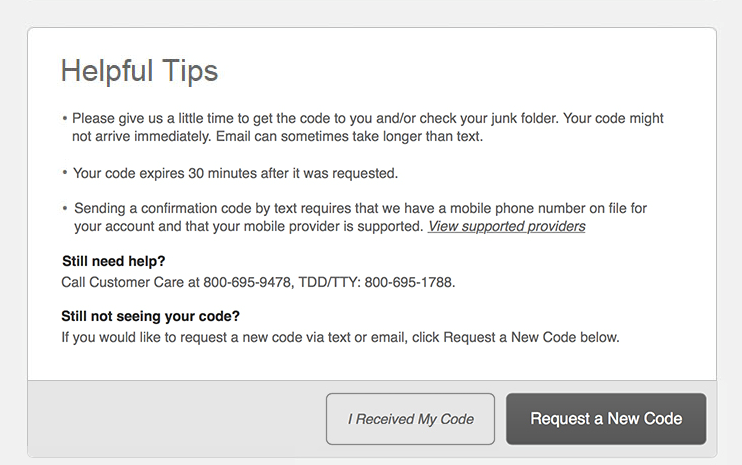 Helpful Tips
• Please give us a little time to get the code to you and/or check your junk folder. Your code might
not arrive immediately. Email can sometimes take longer than text.
• Your code expires 30 minutes after it was requested.
• Sending a confirmation code by text requires that we have a mobile phone number on file for
your account and that your mobile provider is supported. View supported providers
Still need help?
Call Customer Care at 800-695-9478, TDD/TTY: 800-695-1788.
Still not seeing your code?
If you would like to request a new code via text or email, click Request a New Code below.
I Received My Code
Request a New Code